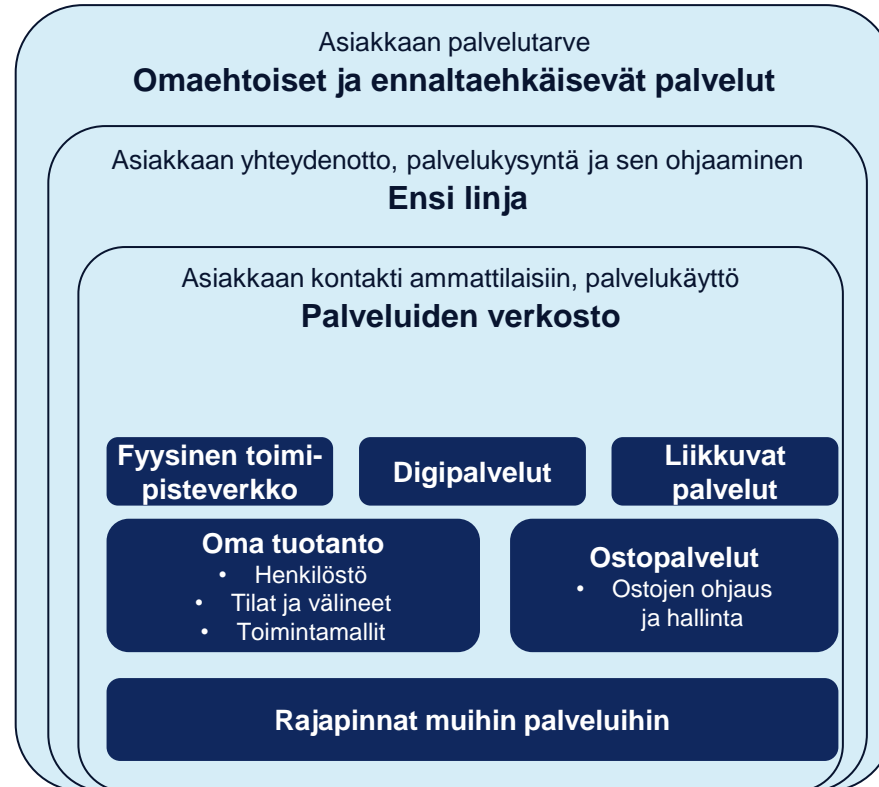 Asiakkaan palvelutarve
Omaehtoiset ja ennaltaehkäisevät palvelut
Asiakkaan yhteydenotto, palvelukysyntä ja sen ohjaaminen
Ensi linja
Asiakkaan kontakti ammattilaisiin, palvelukäyttö
Palveluiden verkosto
Fyysinen toimi-
pisteverkko
Digipalvelut
Liikkuvat
palvelut
Oma tuotanto
• Henkilöstö
• Tilat ja välineet
• Toimintamallit
Ostopalvelut
• Ostojen ohjaus
ja hallinta
Rajapinnat muihin palveluihin